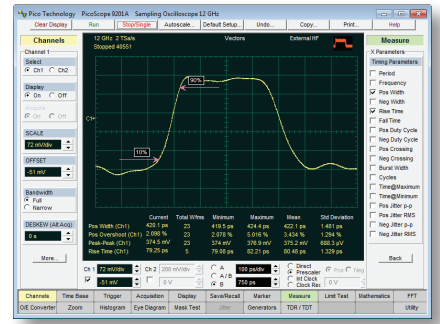 Pico Technology PicoScope 9201A Sampling Oscilloscope 12 GHz
Clear Display Run Stop/Single Autoscale... Default Setup... Undo... Copy... Print... Help
Channels
Channel 1
Select
Ch1 Ch2
Display
On Off
Acquire
On Off
SCALE
72 mV/div
OFFSET
-51 mV
Bandwidth
Full
Narrow
DESKEW (Alt.Acq)
0 s
More...
12 GHz 2 TSa/s Vectors External HF
Stopped 40551
90%
Ch1+
10%
Current Total Wfms Minimum Maximum Mean Std Deviation
Pos Width (Ch1) 420.1 ps 23 419.5 ps 424.4 ps 422.1 ps 1.481 ps
Pos Overshoot (Ch1) 2.098 % 23 2.078 % 5.016 % 3.434 % 1.294 %
Peak-Peak (Ch1) 374.5 mV 23 374 mV 376.9 mV 375.2 mV 688.3 µV
Rise Time (Ch1) 79.25 ps 5 79.08 ps 82.21 ps 80.48 ps 1.329 ps
Measure
X Parameters
Timing Parameters
Period
Frequency
Pos Width
Neg Width
Rise Time
Fall Time
Pos Duty Cycle
Neg Duty Cycle
Pos Crossing
Neg Crossing
Burst Width
Cycles
Time@Maximum
Time@Minimum
Pos Jitter p-p
Pos Jitter RMS
Neg Jitter p-p
Neg Jitter RMS
Back
Ch 1 72 mV/div Ch 2 200 mV/div A 100 ps/div Direct Pos Neg
-51 mV 0 V A / B B 750 ps Prescaler Int Clock Clock Rec 0 V
Channels Time Base Trigger Acquisition Display Save/Recall Marker Measure Limit Test Mathematics FFT
O/E Converter Zoom Histogram Eye Diagram Mask Test Jitter Generators TDR / TDT Utility